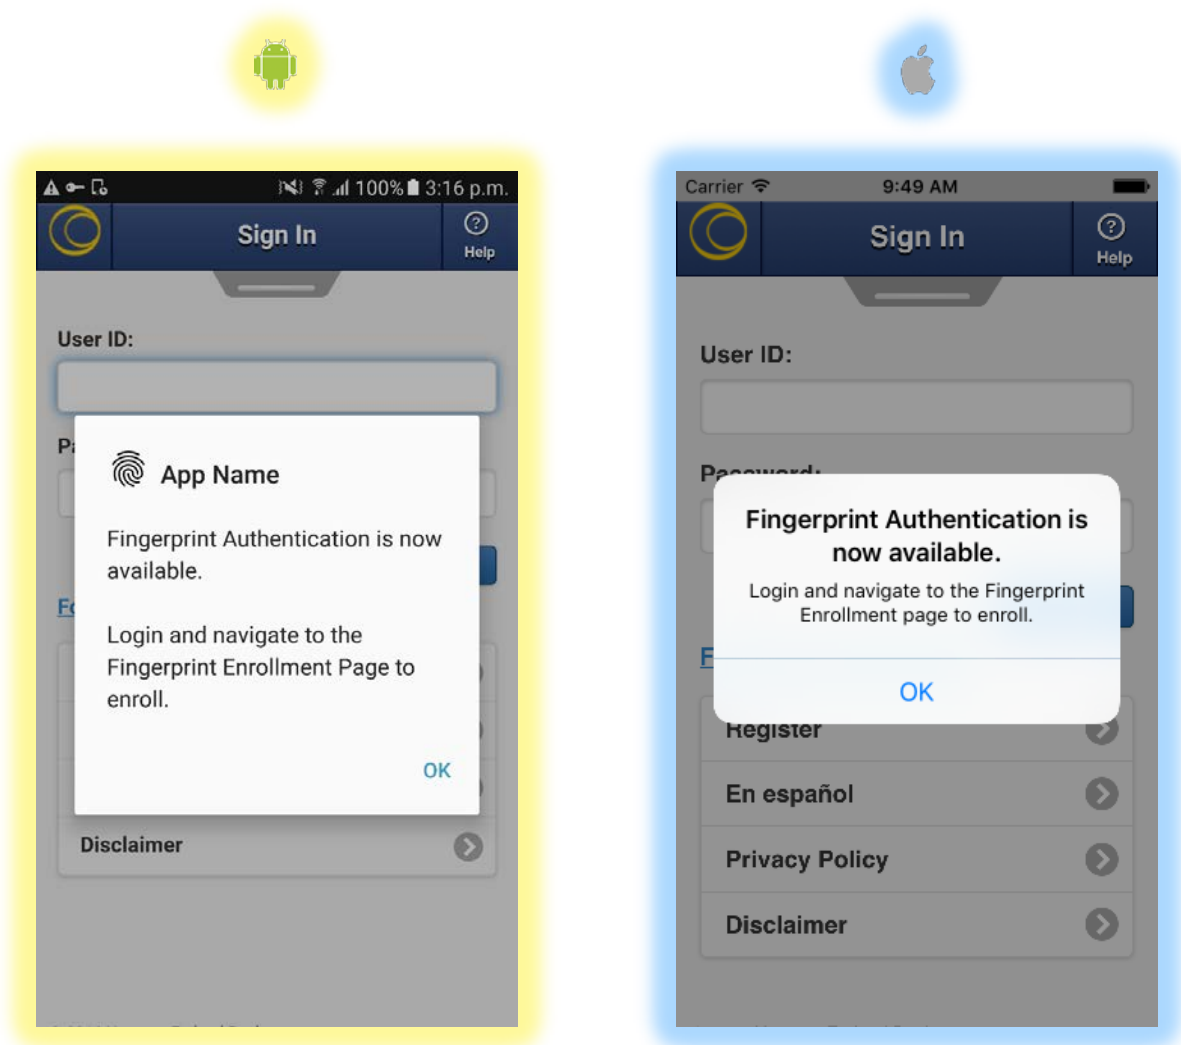 100% 3:16 p.m.
Sign In
Help
User ID:
App Name
Fingerprint Authentication is now
available.
Login and navigate to the
Fingerprint Enrollment Page to
enroll.
OK
Disclaimer
Carrier
9:49 AM
Sign In
Help
User ID:
Password:
Fingerprint Authentication is
now available.
Login and navigate to the Fingerprint
Enrollment page to enroll.
OK
Register
En español
Privacy Policy
Disclaimer